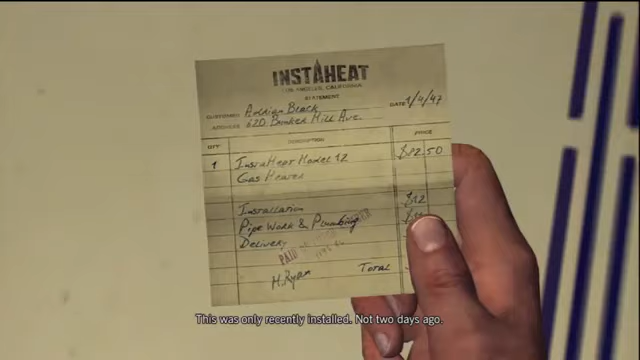 INSTAHEAT
LOS ANGELES, CALIFORNIA
STATEMENT
CUSTOMER Adrian Black DATE 1/4/47
ADDRESS 620 Bunker Hill Ave.
QTY DESCRIPTION PRICE
1 InstaHeat Model 12 $82.50
Gas Heater
Installation $12
Pipe Work & Plumbing
Delivery
PAID
H. Ryan Total
This was only recently installed. Not two days ago.